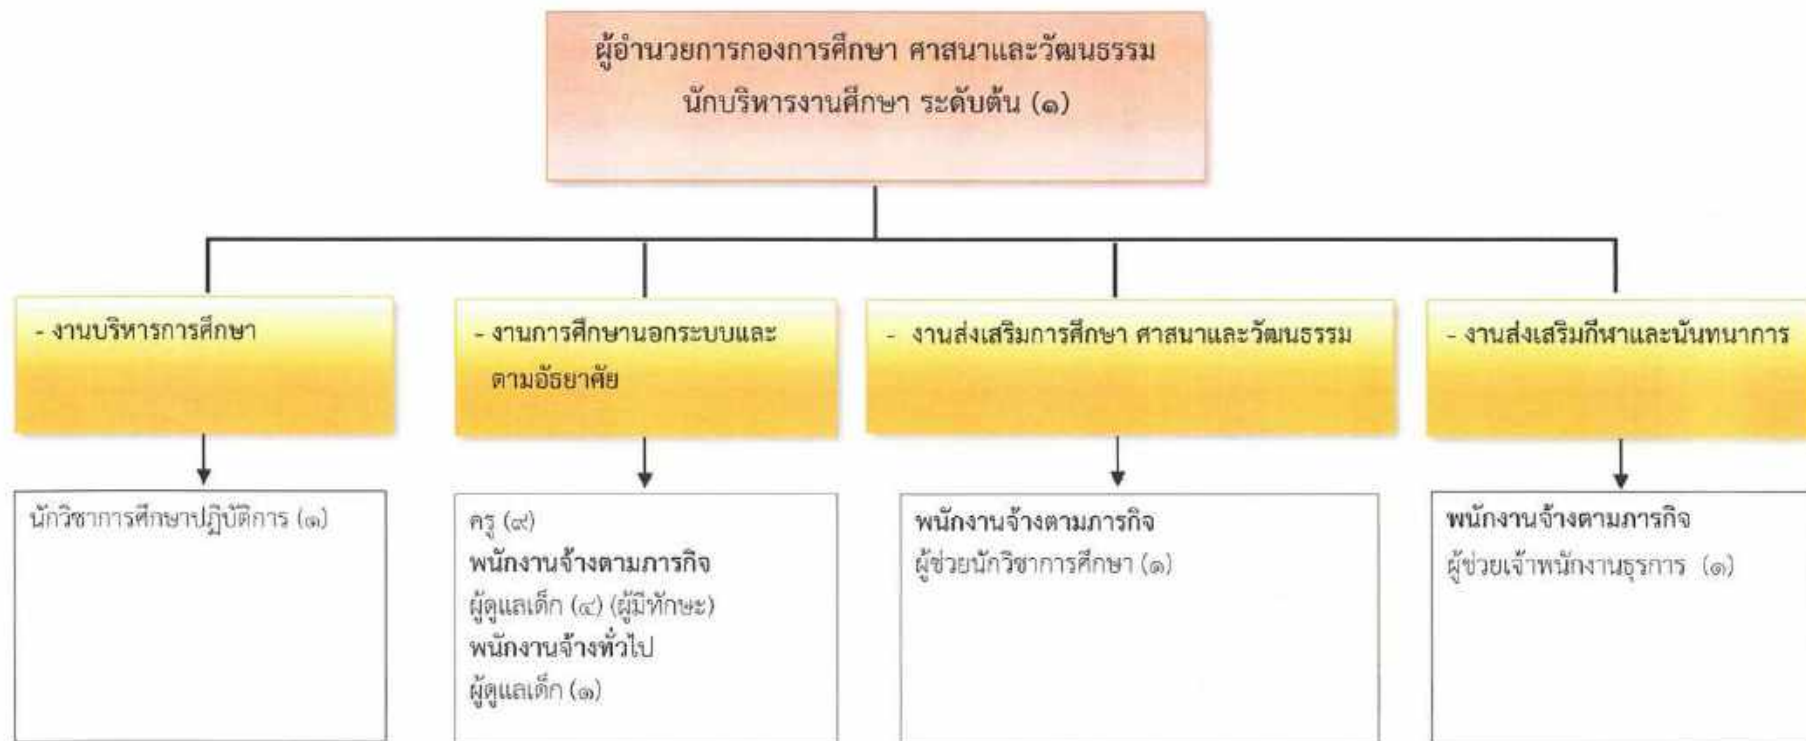 ผู้อำนวยการกองการศึกษา ศาสนาและวัฒนธรรม
นักบริหารงานศึกษา ระดับต้น (๑)
- งานบริหารการศึกษา
- งานการศึกษานอกระบบและ
ตามอัธยาศัย
- งานส่งเสริมการศึกษา ศาสนาและวัฒนธรรม
- งานส่งเสริมกีฬาและนันทนาการ
นักวิชาการศึกษาปฏิบัติการ (๑)
ครู (๙)
พนักงานจ้างตามภารกิจ
ผู้ดูแลเด็ก (๔) (ผู้มีทักษะ)
พนักงานจ้างทั่วไป
ผู้ดูแลเด็ก (๑)
พนักงานจ้างตามภารกิจ
ผู้ช่วยนักวิชาการศึกษา (๑)
พนักงานจ้างตามภารกิจ
ผู้ช่วยเจ้าพนักงานธุรการ (๑)